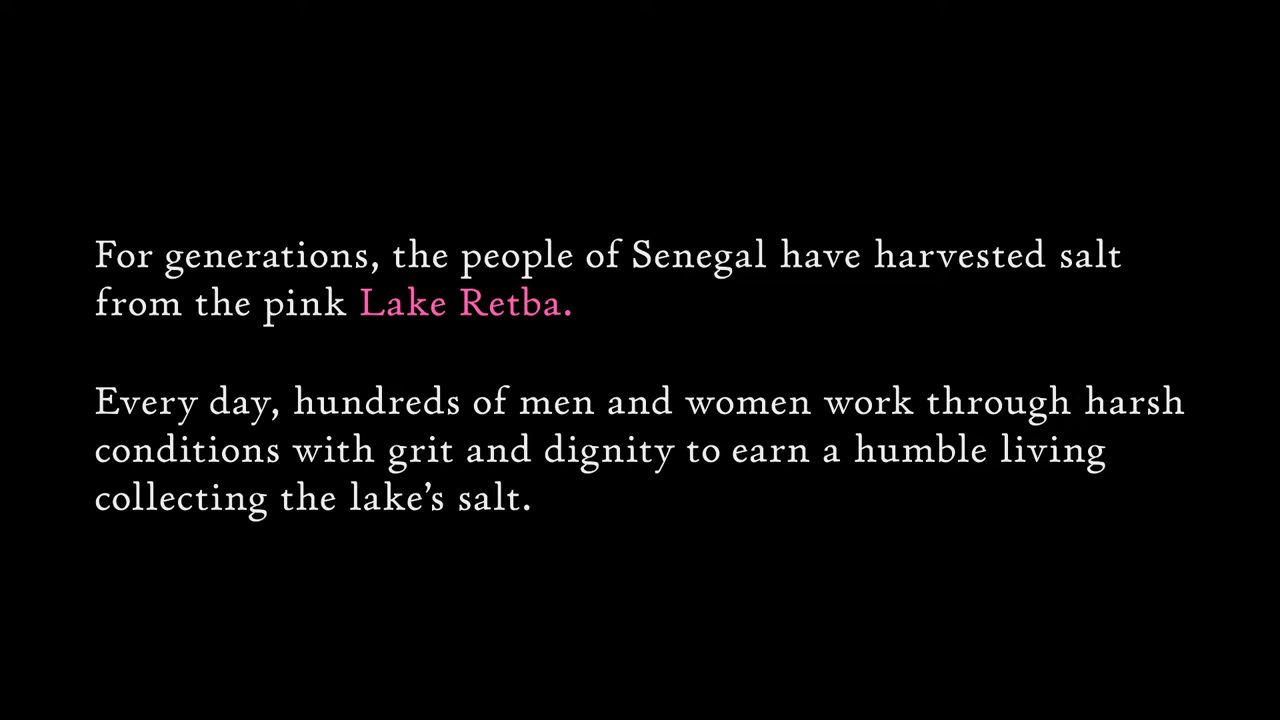 For generations, the people of Senegal have harvested salt
from the pink Lake Retba.
Every day, hundreds of men and women work through harsh
conditions with grit and dignity to earn a humble living
collecting the lake’s salt.